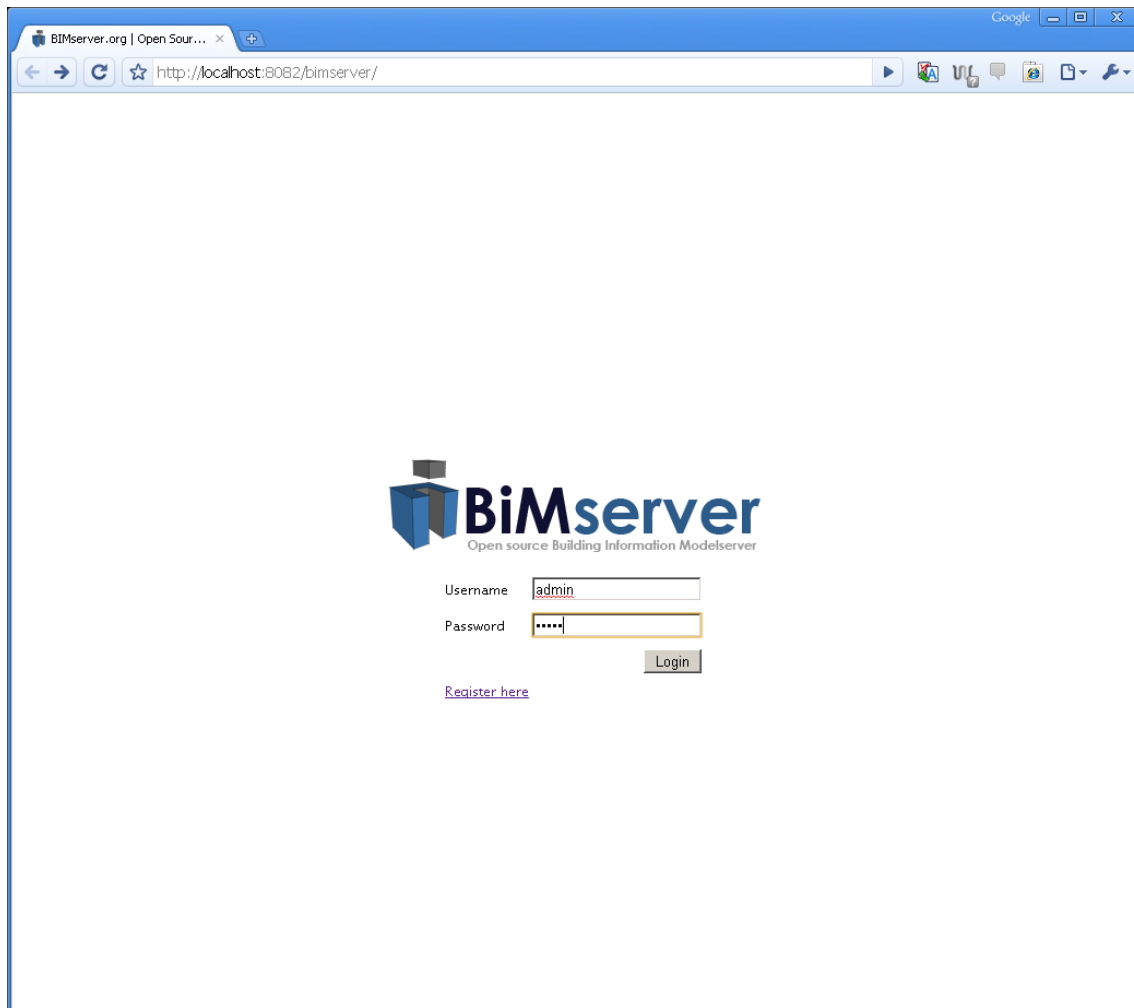 Google
BIMserver.org | Open Sour...
http://localhost:8082/bimserver/
BiMserver
Open source Building Information Modelserver
Username admin
Password •••••
Login
Register here